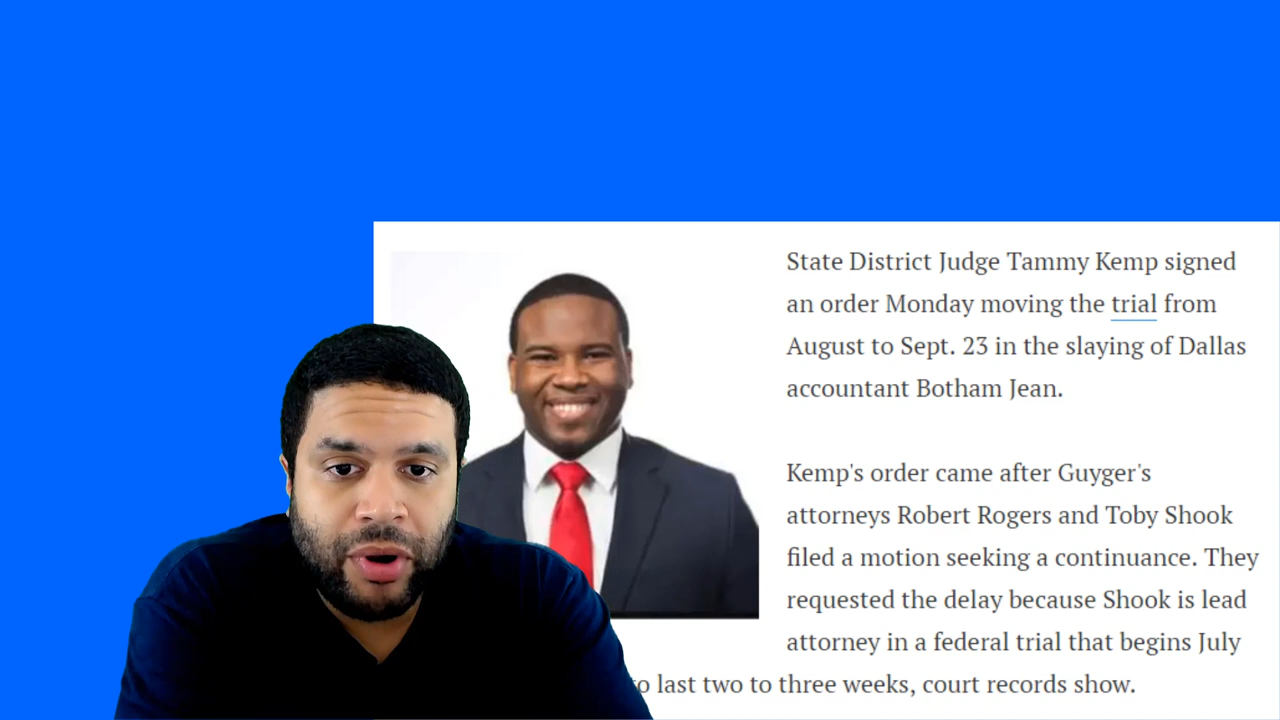 State District Judge Tammy Kemp signed
an order Monday moving the trial from
August to Sept. 23 in the slaying of Dallas
accountant Botham Jean.
Kemp's order came after Guyger's
attorneys Robert Rogers and Toby Shook
filed a motion seeking a continuance. They
requested the delay because Shook is lead
attorney in a federal trial that begins July
last two to three weeks, court records show.